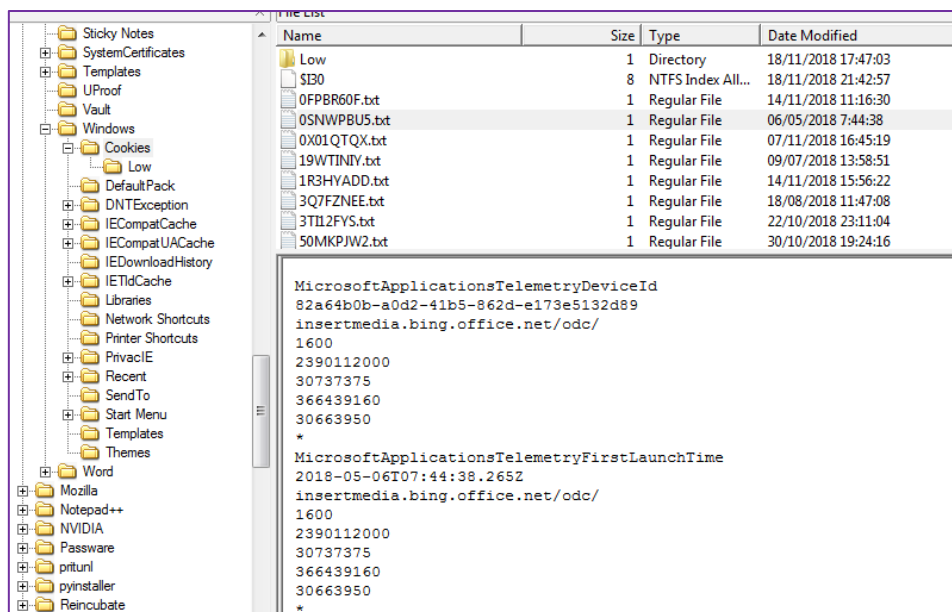 Sticky Notes
SystemCertificates
Templates
UProof
Vault
Windows
Cookies
Low
DefaultPack
DNTException
IECompatCache
IECompatUACache
IEDownloadHistory
IETldCache
Libraries
Network Shortcuts
Printer Shortcuts
PrivacIE
Recent
SendTo
Start Menu
Templates
Themes
Word
Mozilla
Notepad++
NVIDIA
Passware
pritunl
pyinstaller
Reincubate
File List
Name Size Type Date Modified
Low 1 Directory 18/11/2018 17:47:03
$I30 8 NTFS Index All... 18/11/2018 21:42:57
0FPBR60F.txt 1 Regular File 14/11/2018 11:16:30
0SNWPBU5.txt 1 Regular File 06/05/2018 7:44:38
0X01QTQX.txt 1 Regular File 07/11/2018 16:45:19
19WTINIY.txt 1 Regular File 09/07/2018 13:58:51
1R3HYADD.txt 1 Regular File 14/11/2018 15:56:22
3Q7FZNEE.txt 1 Regular File 18/08/2018 11:47:08
3TI12FYS.txt 1 Regular File 22/10/2018 23:11:04
50MKPJW2.txt 1 Regular File 30/10/2018 19:24:16
MicrosoftApplicationsTelemetryDeviceId
82a64b0b-a0d2-41b5-862d-e173e5132d89
insertmedia.bing.office.net/odc/
1600
2390112000
30737375
366439160
30663950
*
MicrosoftApplicationsTelemetryFirstLaunchTime
2018-05-06T07:44:38.265Z
insertmedia.bing.office.net/odc/
1600
2390112000
30737375
366439160
30663950
*